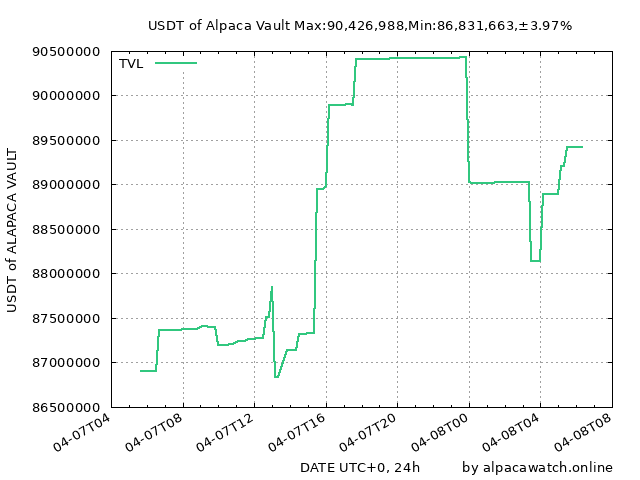 USDT of Alpaca Vault Max:90,426,988,Min:86,831,663,±3.97%
TVL
90500000
90000000
89500000
89000000
88500000
88000000
87500000
87000000
86500000
USDT of ALAPACA VAULT
04-07T04
04-07T08
04-07T12
04-07T16
04-07T20
04-08T00
04-08T04
04-08T08
DATE UTC+0, 24h
by alpacawatch.online